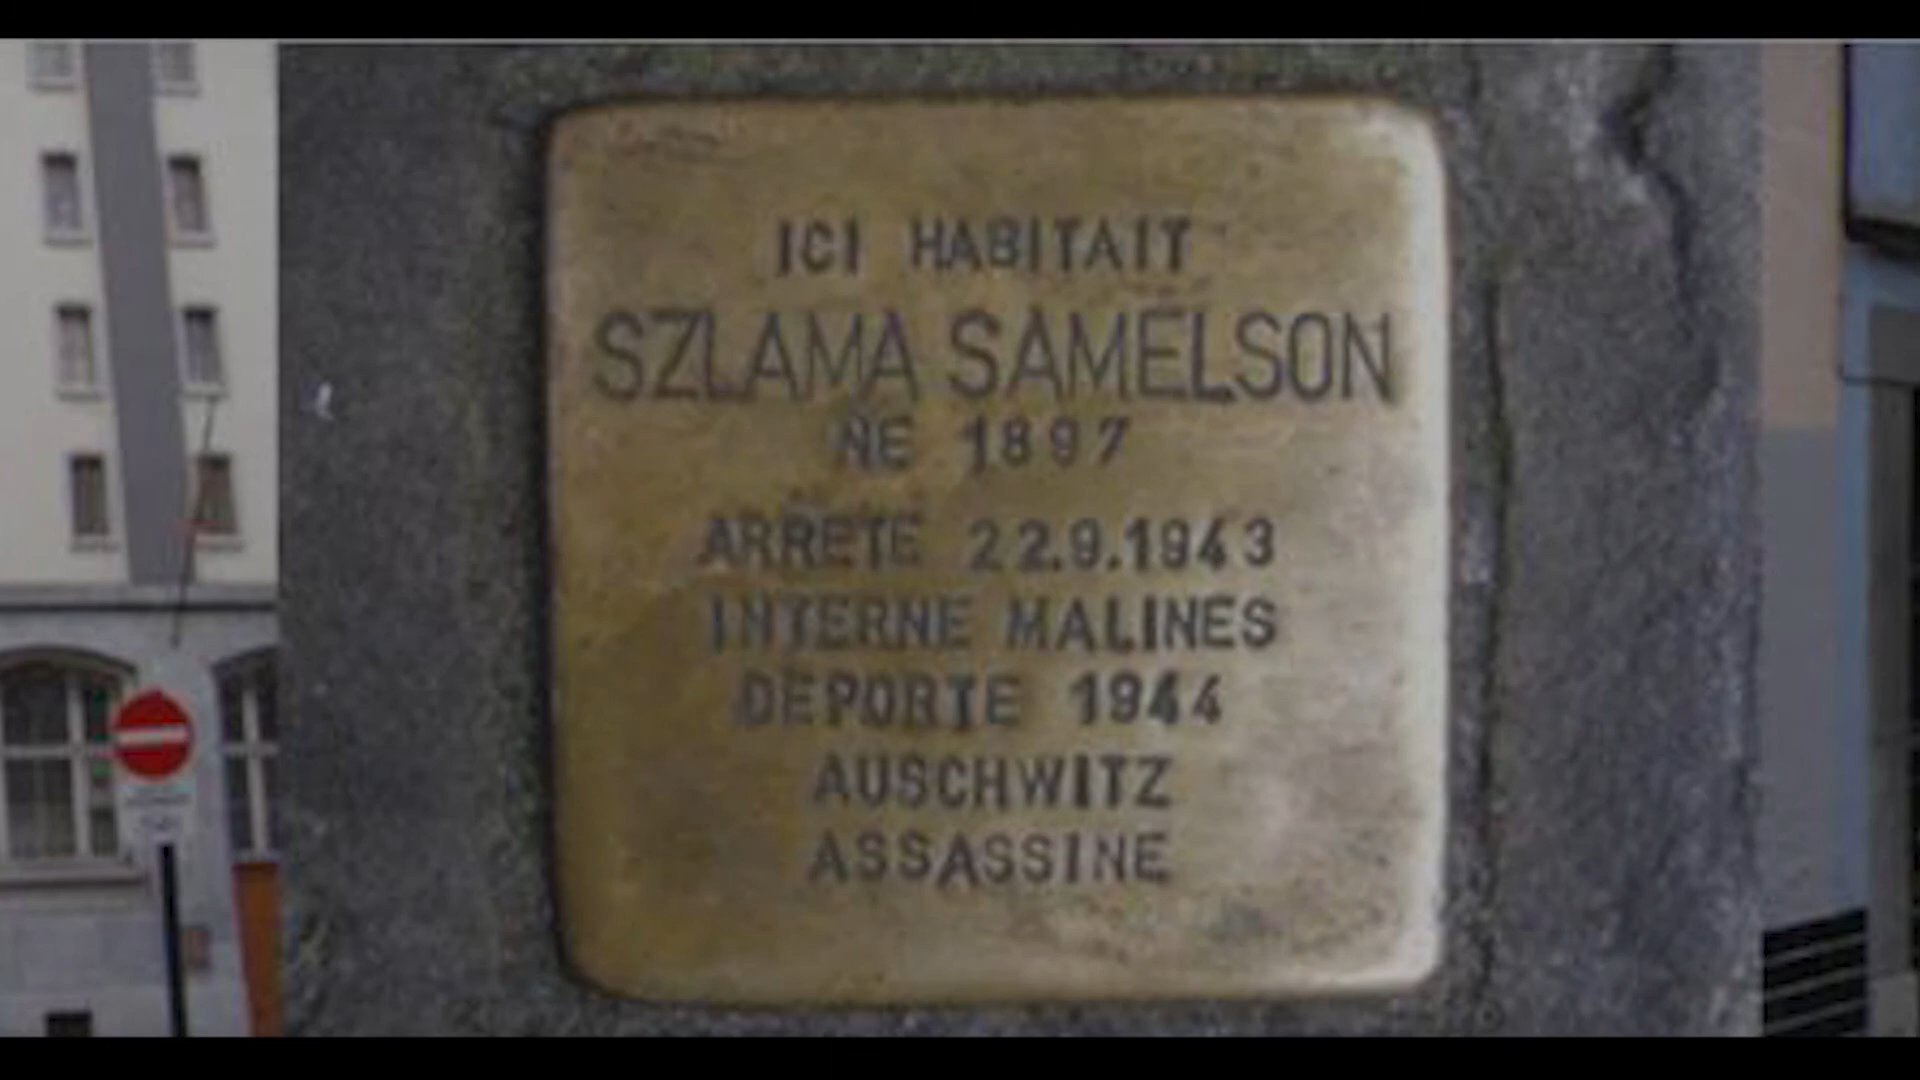 ICI HABITAIT
SZLAMA SAMELSON
NE 1897
ARRETE 22.9.1943
INTERNE MALINES
DEPORTE 1944
AUSCHWITZ
ASSASSINE